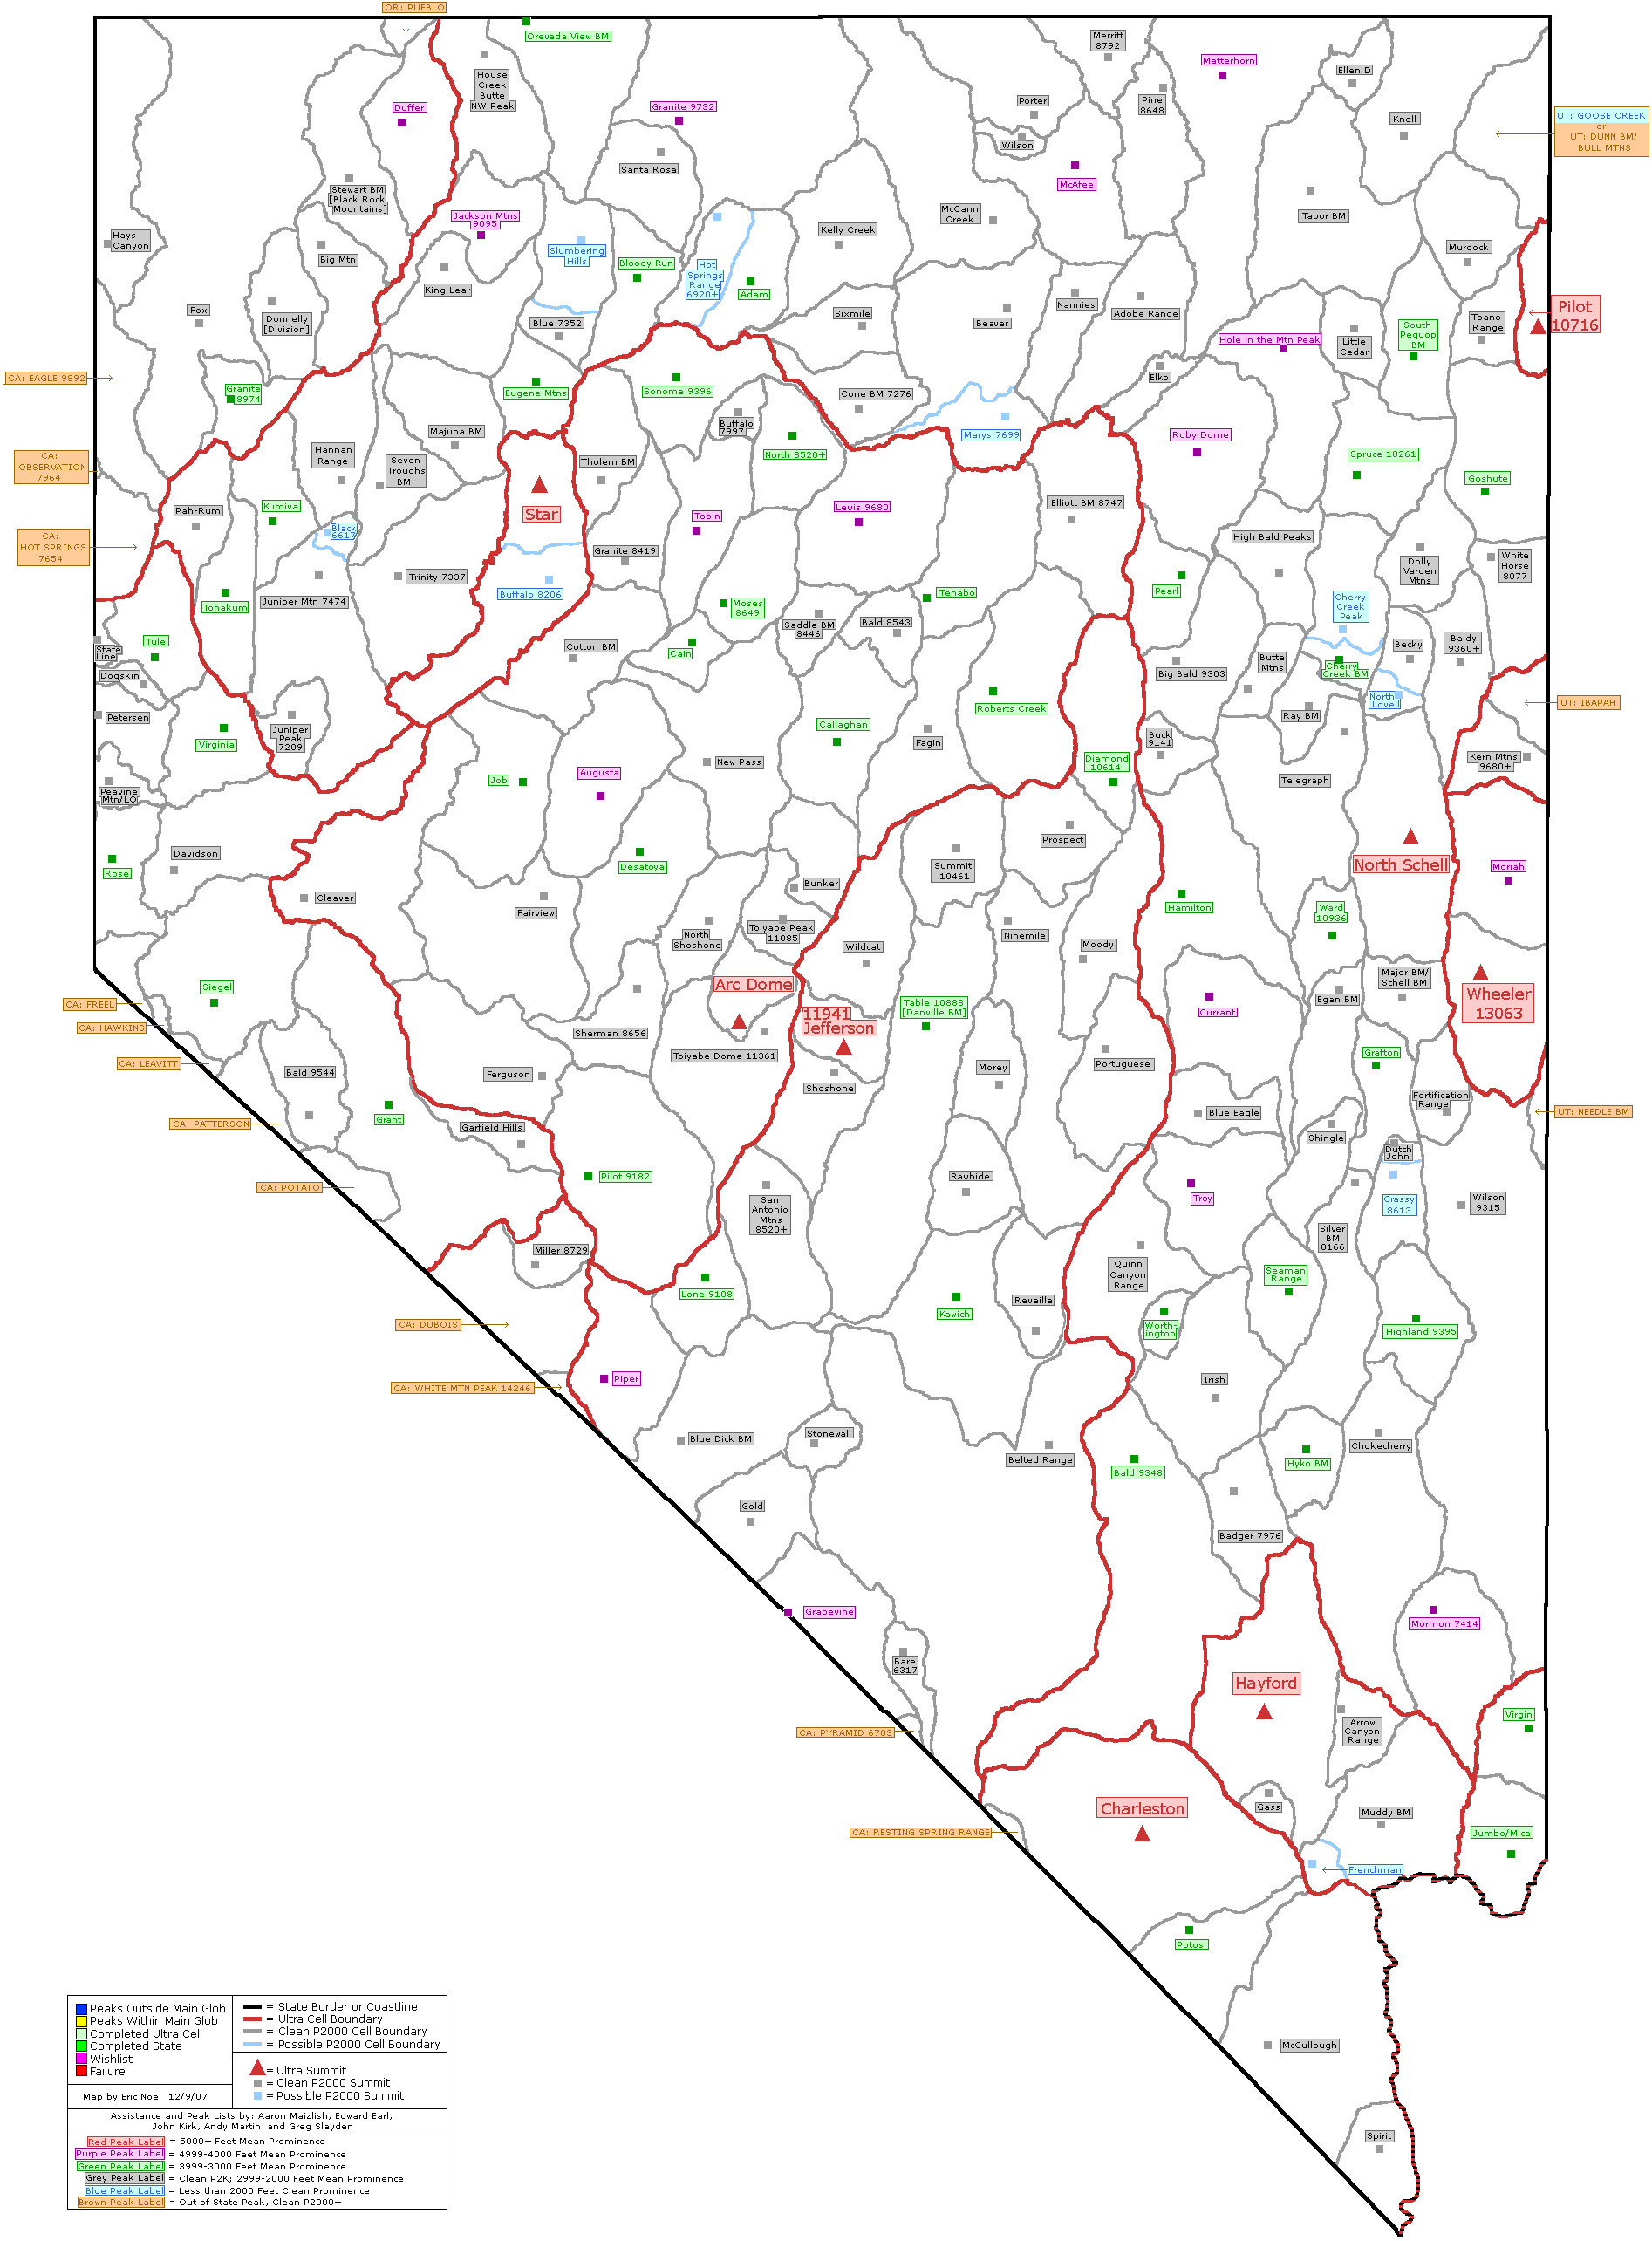 OR: PUEBLO
Orevada View BM
Merritt
8792
Matterhorn
Ellen D
House
Creek
Butte
NW Peak
Duffer
Granite 9732
Porter
Pine
8648
Knoll
UT: GOOSE CREEK
or
UT: DUNN BM/
BULL MTNS
Wilson
Santa Rosa
McAfee
Stewart BM
[Black Rock
Mountains]
Jackson Mtns
9095
McCann
Creek
Tabor BM
Hays
Canyon
Kelly Creek
Murdock
Big Mtn
Slumbering
Hills
Bloody Run
Hot
Springs
Range
6920+
Adam
King Lear
Nannies
Adobe Range
Fox
Donnelly
[Division]
Blue 7352
Sixmile
Beaver
Toano
Range
Pilot
10716
Hole in the Mtn Peak
Little
Cedar
South
Pequop
BM
CA: EAGLE 9892
Granite
8974
Eugene Mtns
Sonoma 9396
Cone BM 7276
Elko
Buffalo
7997
Majuba BM
Marys 7699
Ruby Dome
Hannan
Range
North 8520+
Spruce 10261
CA:
OBSERVATION
7964
Seven
Troughs
BM
Tholem BM
Goshute
Star
Elliott BM 8747
Pah-Rum
Kumiva
Tobin
Lewis 9680
Black
6617
High Bald Peaks
CA:
HOT SPRINGS
7654
Granite 8419
Dolly
Varden
Mtns
White
Horse
8077
Trinity 7337
Buffalo 8206
Pearl
Tenabo
Juniper Mtn 7474
Tohakum
Moses
8649
Cherry
Creek
Peak
Saddle BM
8446
Bald 8543
Tule
State
Line
Cotton BM
Cain
Becky
Baldy
9360+
Butte
Mtns
Cherry
Creek BM
Big Bald 9303
Dogskin
North
Lovell
UT: IBAPAH
Petersen
Roberts Creek
Ray BM
Virginia
Juniper
Peak
7209
Callaghan
Fagin
Buck
9141
New Pass
Diamond
10614
Kern Mtns
9680+
Augusta
Job
Telegraph
Peavine
Mtn/LO
Davidson
Prospect
Rose
Desatoya
Summit
10461
North Schell
Moriah
Cleaver
Bunker
Fairview
Hamilton
Ward
10936
North
Shoshone
Toiyabe Peak
11085
Wildcat
Ninemile
Moody
Siegel
Arc Dome
Major BM/
Schell BM
Wheeler
13063
CA: FREEL
Table 10888
[Danville BM]
Currant
Egan BM
11941
Jefferson
CA: HAWKINS
Sherman 8656
Toiyabe Dome 11361
Grafton
CA: LEAVITT
Bald 9544
Ferguson
Morey
Portuguese
Shoshone
Fortification
Range
Grant
CA: PATTERSON
Garfield Hills
Blue Eagle
UT: NEEDLE BM
Shingle
Dutch
John
CA: POTATO
Pilot 9182
Rawhide
Troy
San
Antonio
Mtns
8520+
Grassy
8613
Wilson
9315
Silver
BM
8166
Miller 8729
Quinn
Canyon
Range
Seaman
Range
Lone 9108
Kawich
Reveille
CA: DUBOIS
Worth-
ington
Highland 9395
CA: WHITE MTN PEAK 14246
Piper
Irish
Blue Dick BM
Stonewall
Chokecherry
Belted Range
Bald 9348
Hyko BM
Gold
Badger 7976
Grapevine
Mormon 7414
Bare
6317
Hayford
CA: PYRAMID 6703
Arrow
Canyon
Range
Virgin
Charleston
Gass
Muddy BM
CA: RESTING SPRING RANGE
Jumbo/Mica
Frenchman
Potosi
McCullough
Spirit
Peaks Outside Main Glob
Peaks Within Main Glob
Completed Ultra Cell
Completed State
Wishlist
Failure
= State Border or Coastline
= Ultra Cell Boundary
= Clean P2000 Cell Boundary
= Possible P2000 Cell Boundary
= Ultra Summit
= Clean P2000 Summit
= Possible P2000 Summit
Map by Eric Noel 12/9/07
Assistance and Peak Lists by: Aaron Maizlish, Edward Earl,
John Kirk, Andy Martin and Greg Slayden
Red Peak Label = 5000+ Feet Mean Prominence
Purple Peak Label = 4999-4000 Feet Mean Prominence
Green Peak Label = 3999-3000 Feet Mean Prominence
Grey Peak Label = Clean P2K; 2999-2000 Feet Mean Prominence
Blue Peak Label = Less than 2000 Feet Clean Prominence
Brown Peak Label = Out of State Peak, Clean P2000+